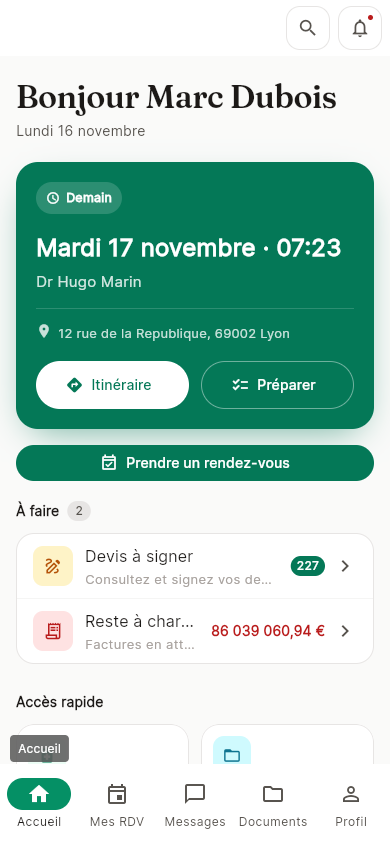 Bonjour Marc Dubois
Lundi 16 novembre
Demain
Mardi 17 novembre · 07:23
Dr Hugo Marin
12 rue de la Republique, 69002 Lyon
Itinéraire
Préparer
Prendre un rendez-vous
À faire 2
Devis à signer
Consultez et signez vos de...
227
Reste à char...
Factures en att...
86 039 060,94 €
Accès rapide
Accueil
Accueil
Mes RDV
Messages
Documents
Profil